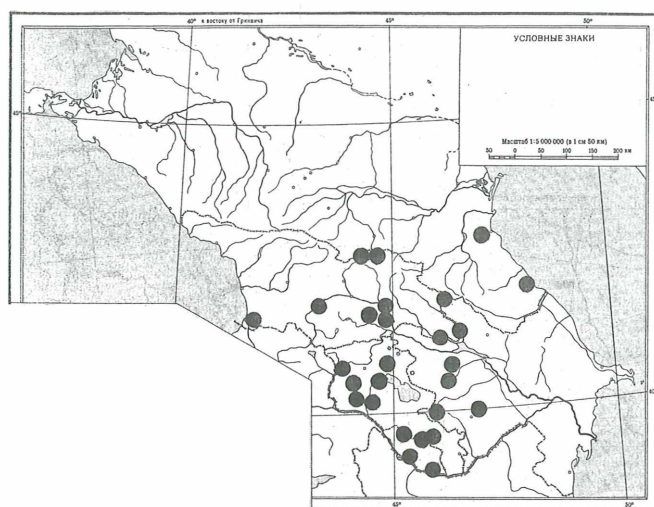 40° к востоку от Гринвича 45° 50°
УСЛОВНЫЕ ЗНАКИ
45°
Масштаб 1:5 000 000 (в 1 см 50 км)
50 0 50 100 150 200 км
40
45° 50°